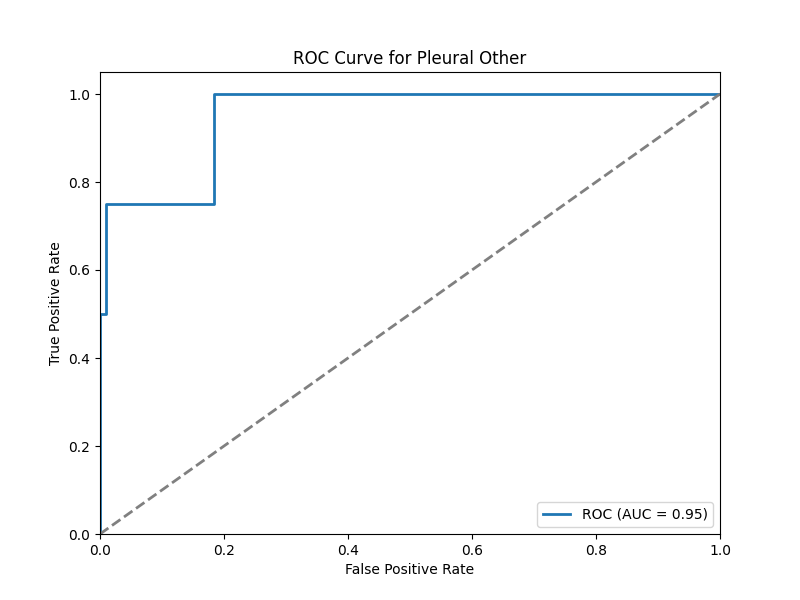 ROC Curve for Pleural Other
True Positive Rate
1.0
0.8
0.6
0.4
0.2
0.0
0.0 0.2 0.4 0.6 0.8 1.0
False Positive Rate
ROC (AUC = 0.95)